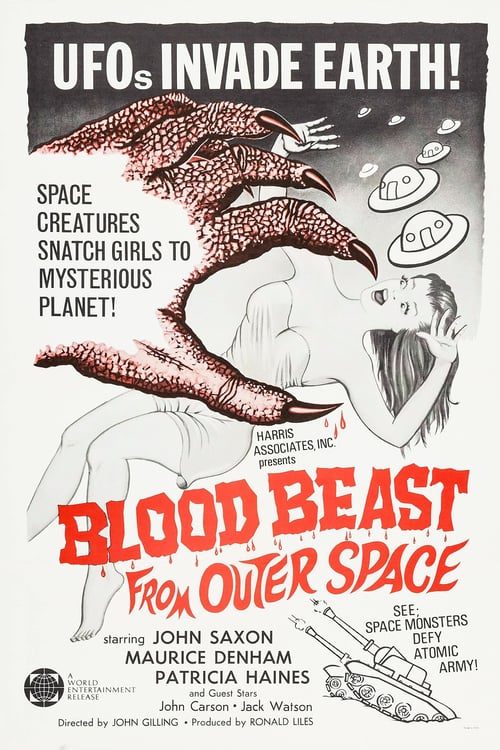 UFOs INVADE EARTH!
SPACE
CREATURES
SNATCH GIRLS TO
MYSTERIOUS
PLANET!
HARRIS
ASSOCIATES, INC.
presents
BLOOD BEAST
FROM OUTER SPACE
starring JOHN SAXON
MAURICE DENHAM
PATRICIA HAINES
and Guest Stars
John Carson • Jack Watson
Directed by JOHN GILLING • Produced by RONALD LILES
SEE;
SPACE MONSTERS
DEFY
ATOMIC
ARMY!
A
WORLD
ENTERTAINMENT
RELEASE